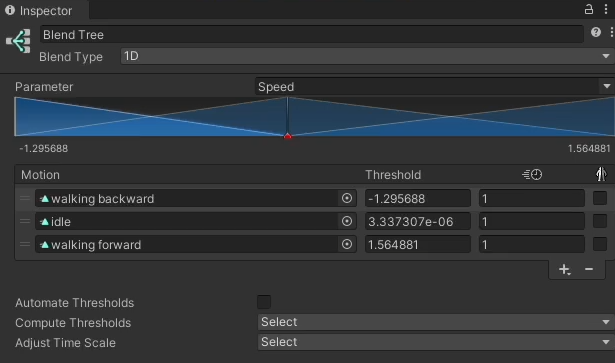 Inspector
Blend Tree
Blend Type 1D
Parameter Speed
-1.295688 1.564881
Motion Threshold
walking backward -1.295688 1
idle 3.337307e-06 1
walking forward 1.564881 1
+ -
Automate Thresholds
Compute Thresholds Select
Adjust Time Scale Select